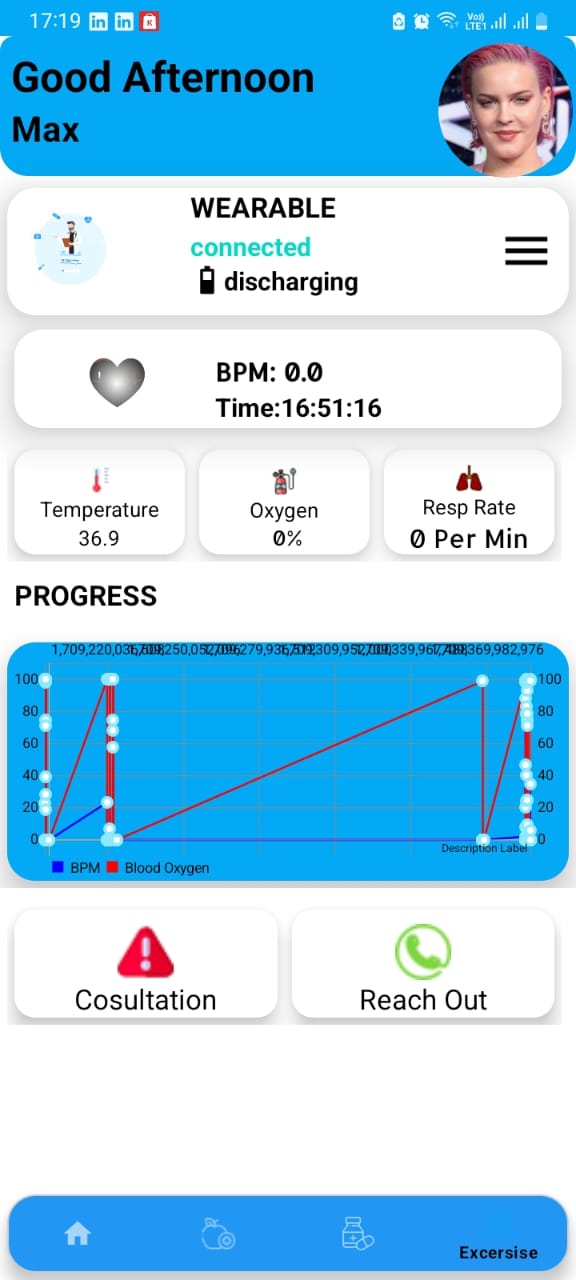 17:19
Vo))
LTE1
Good Afternoon
Max
WEARABLE
connected
discharging
BPM: 0.0
Time:16:51:16
Temperature
36.9
Oxygen
0%
Resp Rate
0 Per Min
PROGRESS
100 100
80 80
60 60
40 40
20 20
0 0
Description Label
BPM Blood Oxygen
Cosultation
Reach Out
Excersise